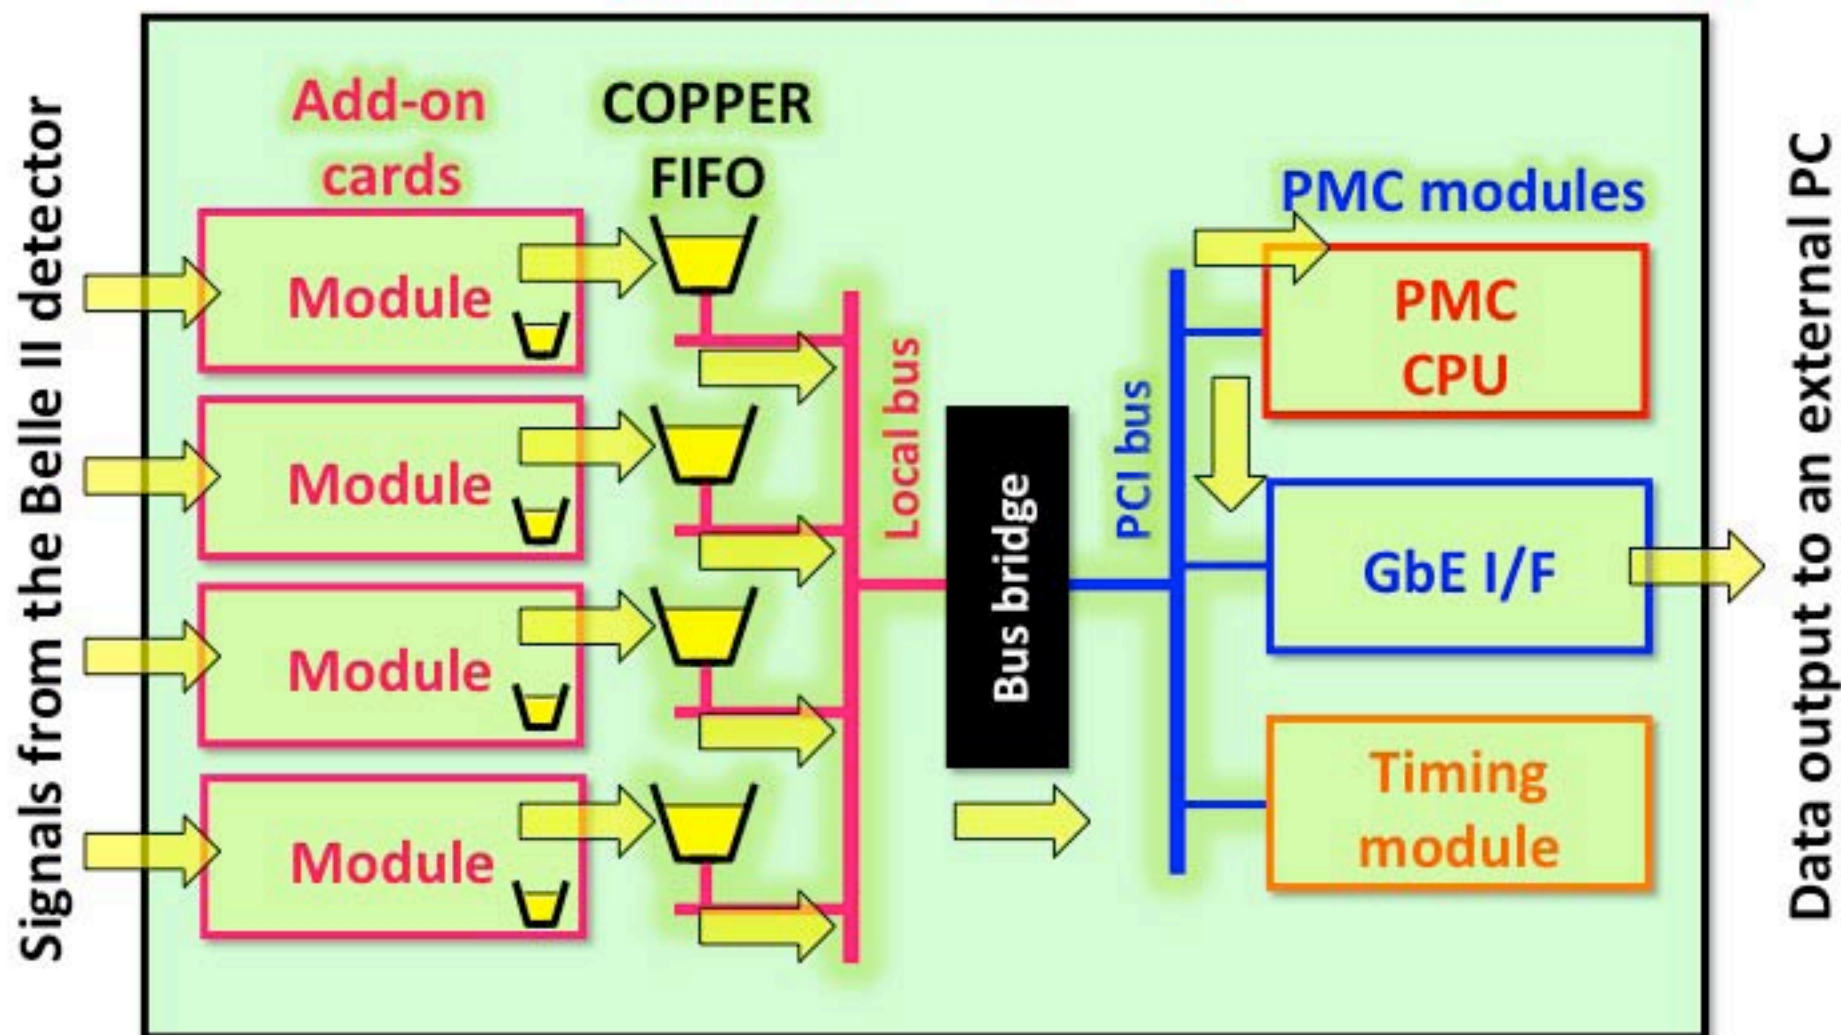 Signals from the Belle II detector
Add-on
cards
COPPER
FIFO
Module
Module
Module
Module
Local bus
Bus bridge
PCI bus
PMC modules
PMC
CPU
GbE I/F
Timing
module
Data output to an external PC